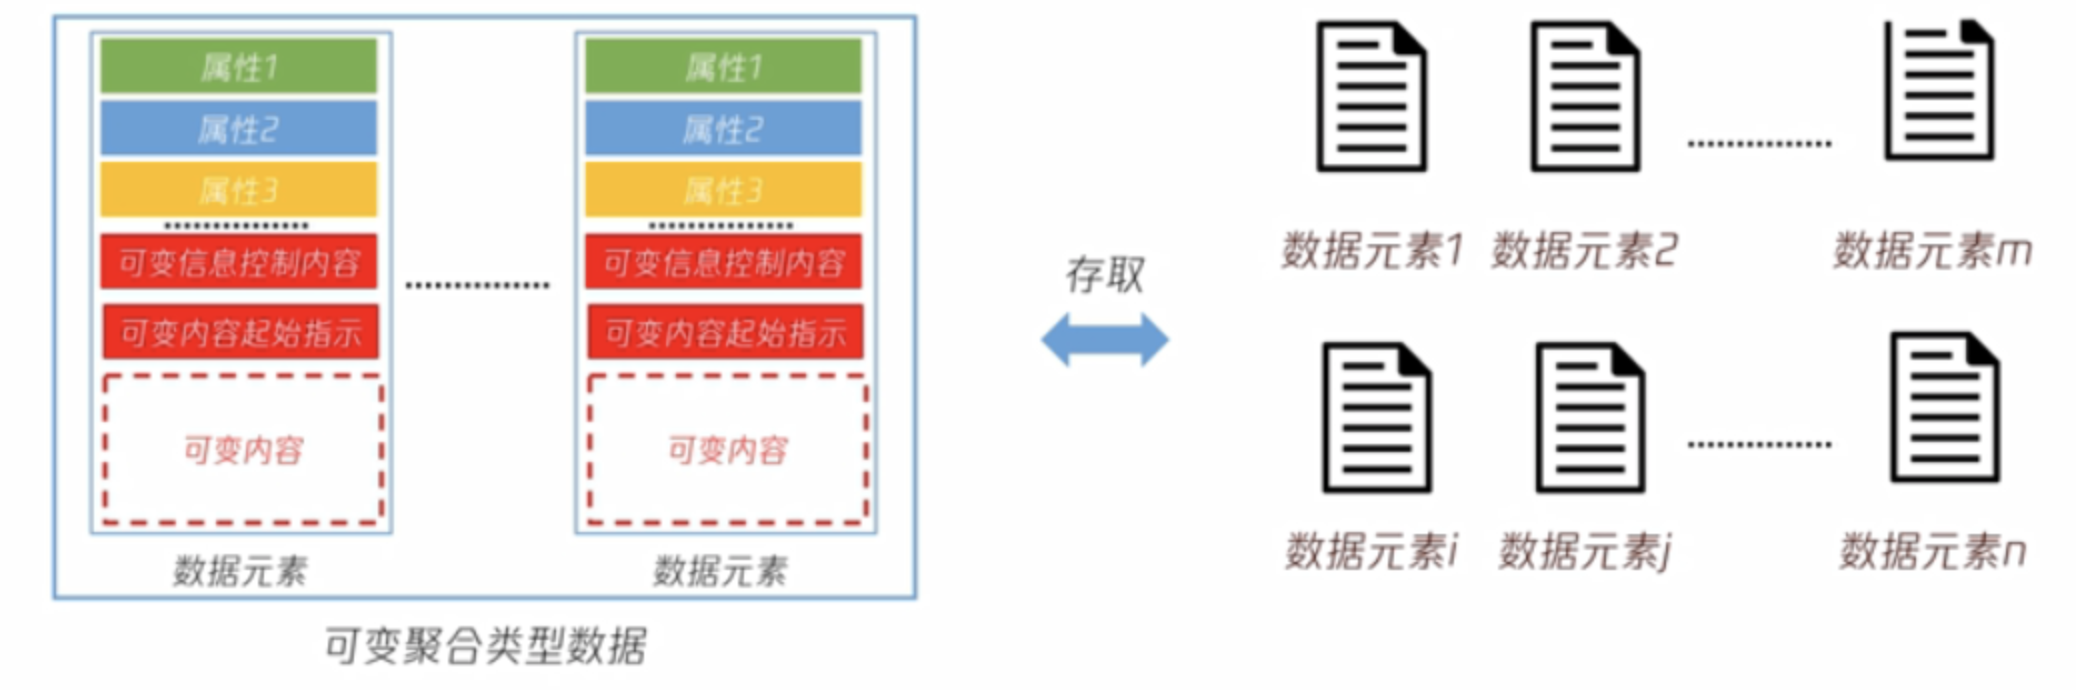 属性1
属性2
属性3
可变信息控制内容
可变内容起始指示
可变内容
数据元素
属性1
属性2
属性3
可变信息控制内容
可变内容起始指示
可变内容
数据元素
可变聚合类型数据
存取
数据元素1
数据元素2
数据元素m
数据元素i
数据元素j
数据元素n